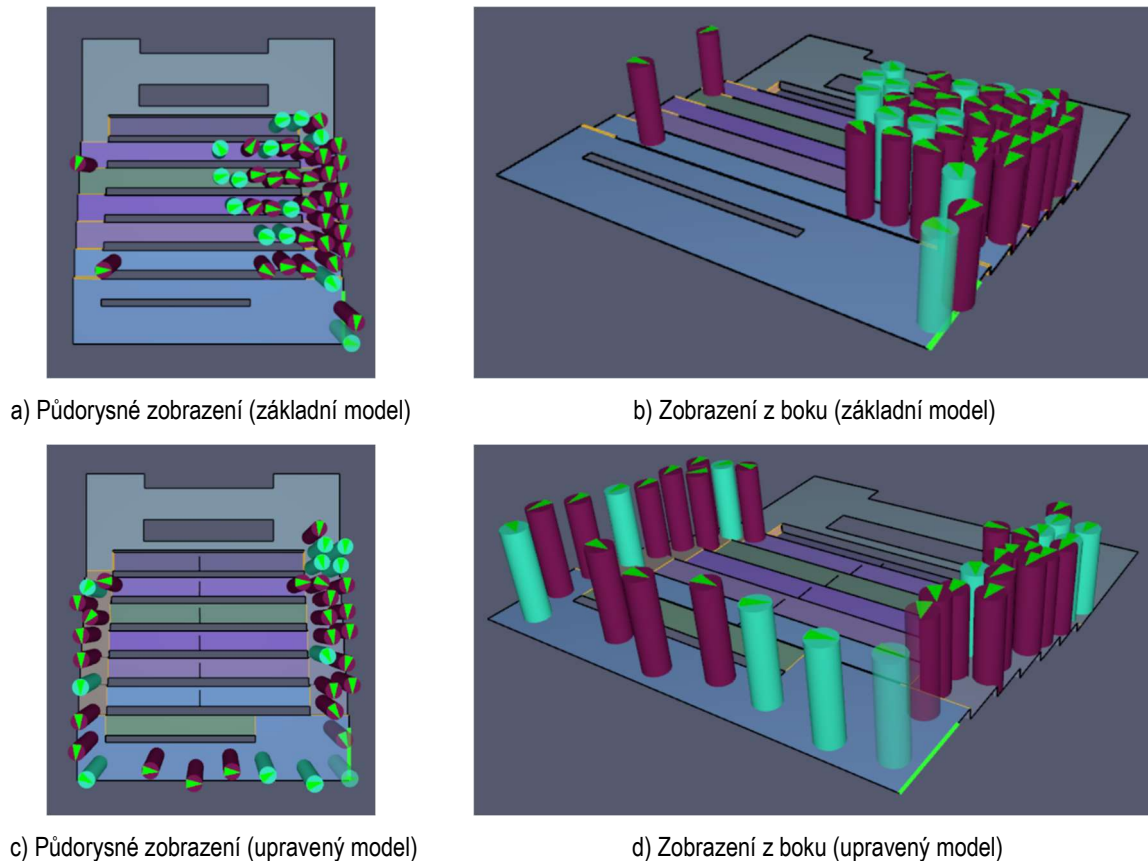 a) Půdorysné zobrazení (základní model)
b) Zobrazení z boku (základní model)
c) Půdorysné zobrazení (upravený model)
d) Zobrazení z boku (upravený model)